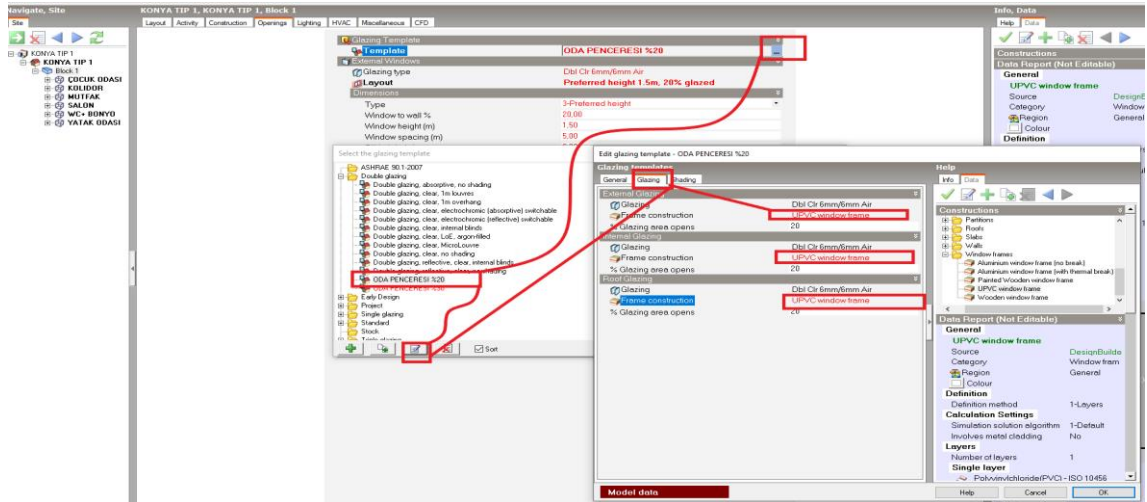 Navigate, Site
Site
KONYA TIP 1
KONYA TIP 1
Block 1
ÇOCUK ODASI
KOLIDOR
MUTFAK
SALON
WC+ BONYO
YATAK ODASI
KONYA TIP 1, KONYA TIP 1, Block 1
Layout Activity Construction Openings Lighting HVAC Miscellaneous CFD
Glazing Template
Template ODA PENCERESI %20
External Windows
Glazing type Dbl Clr 6mm/6mm Air
Layout Preferred height 1.5m, 20% glazed
Dimensions
Type 3-Preferred height
Window to wall % 20,00
Window height (m) 1,50
Window spacing (m) 5,00
Select the glazing template
ASHRAE 90.1-2007
Double glazing
Double glazing, absorptive, no shading
Double glazing, clear, 1m louvres
Double glazing, clear, 1m overhang
Double glazing, clear, electrochromic (absorptive) switchable
Double glazing, clear, electrochromic (reflective) switchable
Double glazing, clear, internal blinds
Double glazing, clear, LoE, argon-filled
Double glazing, clear, MicroLouvre
Double glazing, clear, no shading
Double glazing, reflective, clear, internal blinds
Double glazing, reflective, clear, no shading
ODA PENCERESI %20
Early Design
Project
Single glazing
Standard
Stock
Triple glazing
Sort
Edit glazing template - ODA PENCERESI %20
Glazing templates
General Glazing Shading
External Glazing
Glazing Dbl Clr 6mm/6mm Air
Frame construction UPVC window frame
% Glazing area opens 20
Internal Glazing
Glazing Dbl Clr 6mm/6mm Air
Frame construction UPVC window frame
% Glazing area opens 20
Roof Glazing
Glazing Dbl Clr 6mm/6mm Air
Frame construction UPVC window frame
% Glazing area opens 20
Model data
Help
Info Data
Constructions
Partitions
Roofs
Slabs
Walls
Window frames
Aluminium window frame (no break)
Aluminium window frame (with thermal break)
Painted Wooden window frame
UPVC window frame
Wooden window frame
Data Report (Not Editable)
General
UPVC window frame
Source DesignBuilde
Category Window fram
Region General
Colour
Definition
Definition method 1-Layers
Calculation Settings
Simulation solution algorithm 1-Default
Involves metal cladding No
Layers
Number of layers 1
Single layer
Polyvinylchloride(PVC) - ISO 10456
Help Cancel OK
Info, Data
Help Data
Constructions
Data Report (Not Editable)
General
UPVC window frame
Source DesignB
Category Window
Region General
Colour
Definition